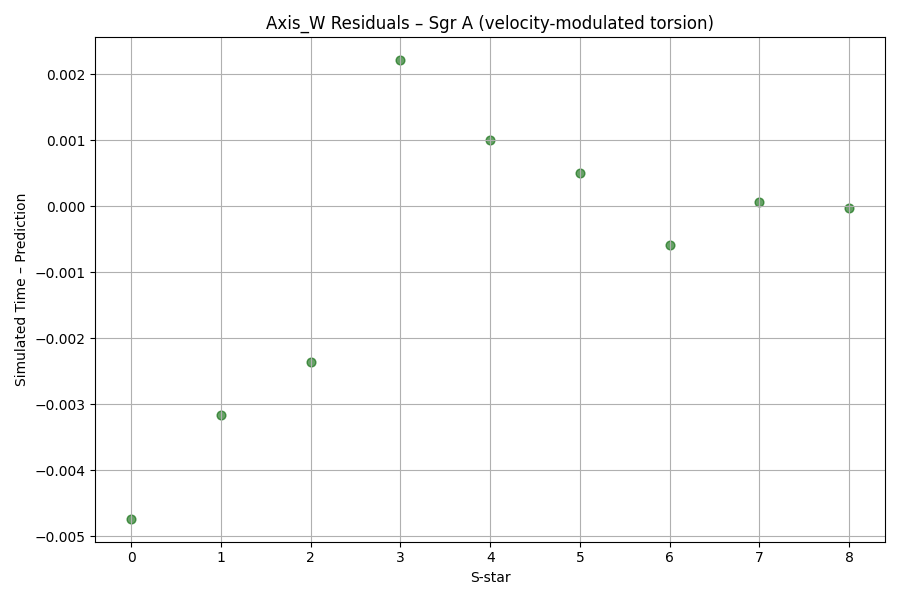 Axis_W Residuals – Sgr A (velocity-modulated torsion)
Simulated Time – Prediction
0.002
0.001
0.000
−0.001
−0.002
−0.003
−0.004
−0.005
0 1 2 3 4 5 6 7 8
S-star